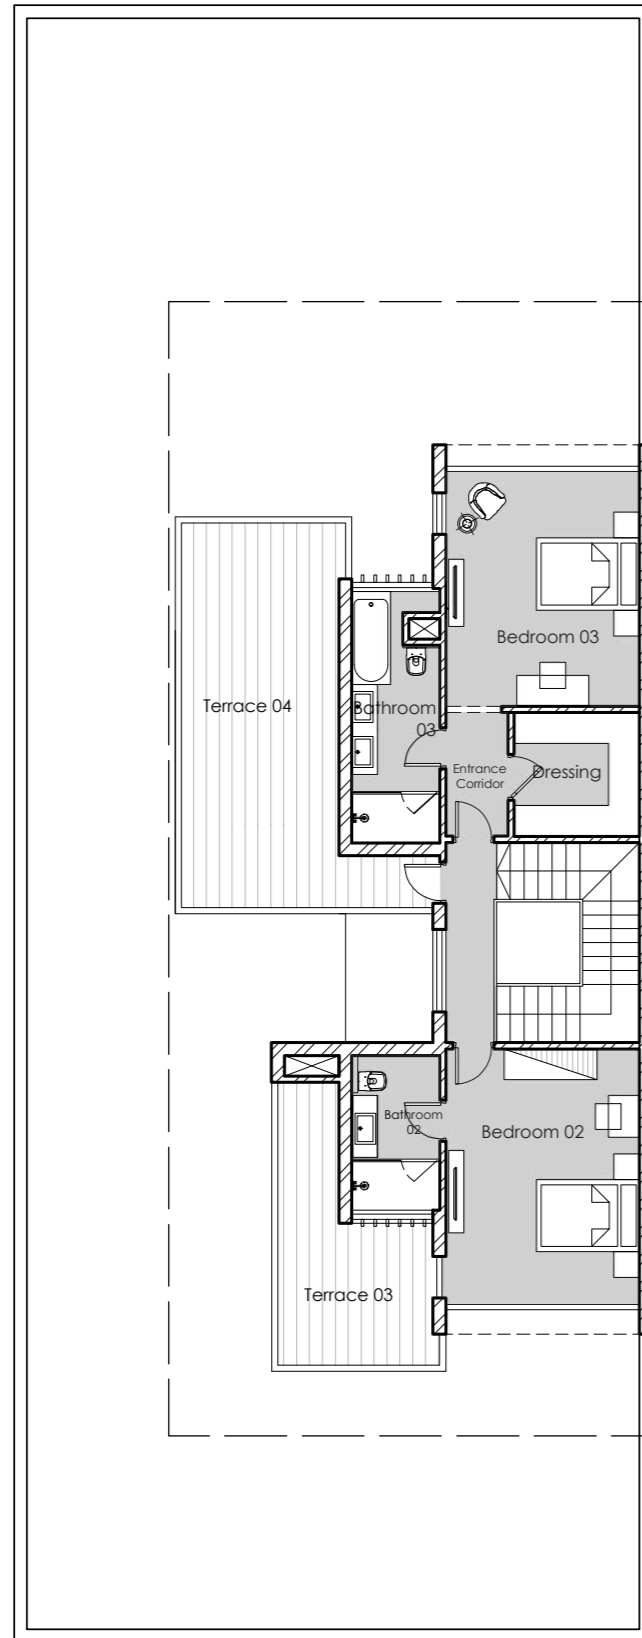 Bedroom 03
Terrace 04
Bathroom
03
Entrance
Corridor
Dressing
Bathroom
02
Bedroom 02
Terrace 03